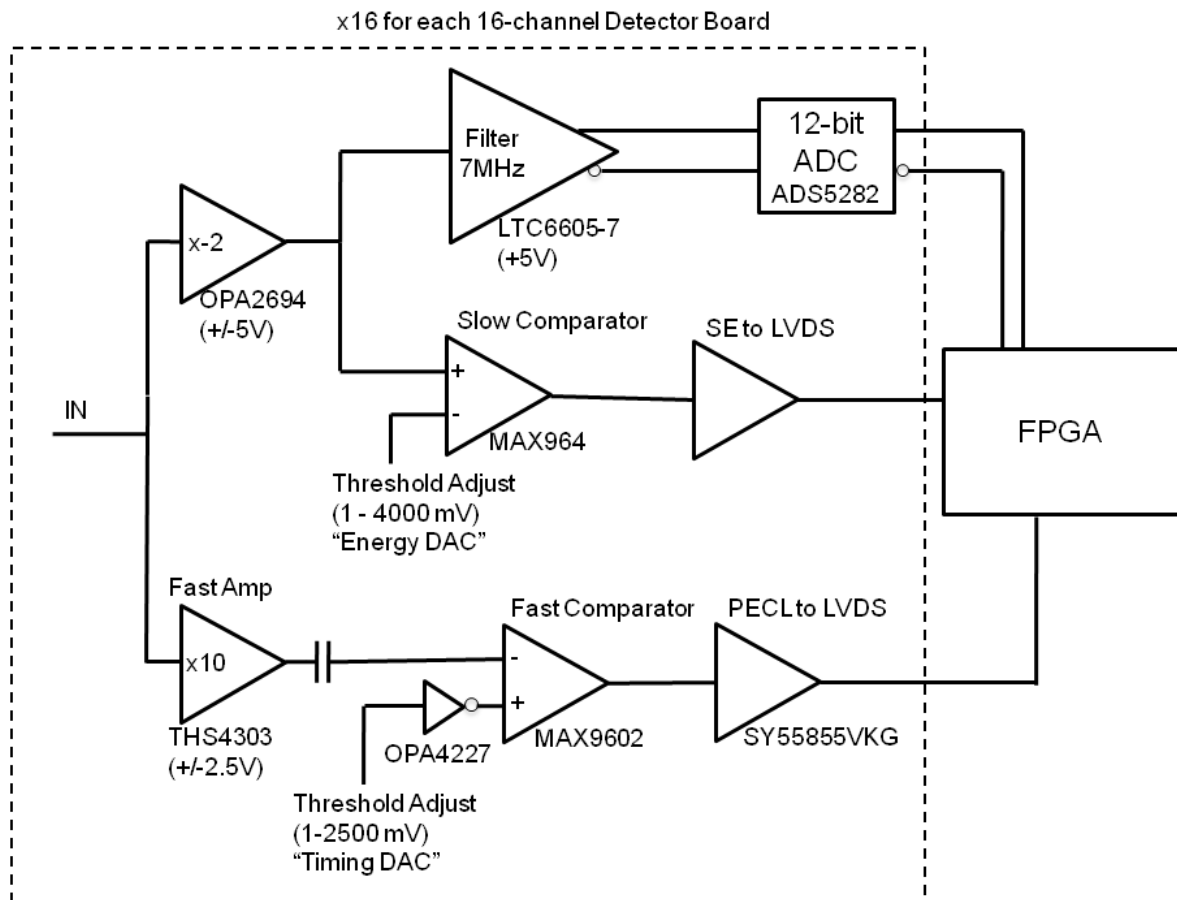 x16 for each 16-channel Detector Board
Filter
7MHz
LTC6605-7
(+5V)
12-bit
ADC
ADS5282
x-2
OPA2694
(+/-5V)
Slow Comparator
+
-
MAX964
SE to LVDS
Threshold Adjust
(1 - 4000 mV)
“Energy DAC”
IN
FPGA
Fast Amp
x10
THS4303
(+/-2.5V)
Fast Comparator
-
+
MAX9602
OPA4227
PECL to LVDS
SY55855VKG
Threshold Adjust
(1-2500 mV)
“Timing DAC”